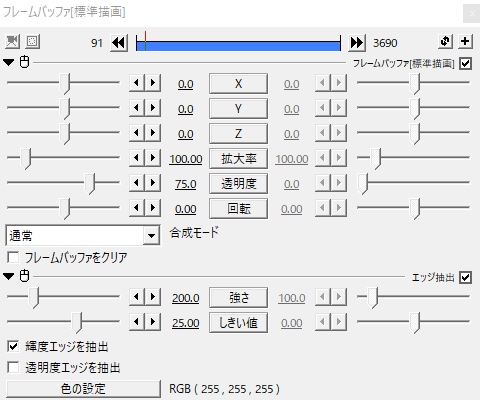 フレームバッファ[標準描画]
91 3690
フレームバッファ[標準描画]
0.0 X 0.0
0.0 Y 0.0
0.0 Z 0.0
100.00 拡大率 100.00
75.0 透明度 0.0
0.00 回転 0.00
通常 合成モード
フレームバッファをクリア
エッジ抽出
200.0 強さ 100.0
25.00 しきい値 0.00
輝度エッジを抽出
透明度エッジを抽出
色の設定 RGB ( 255 , 255 , 255 )